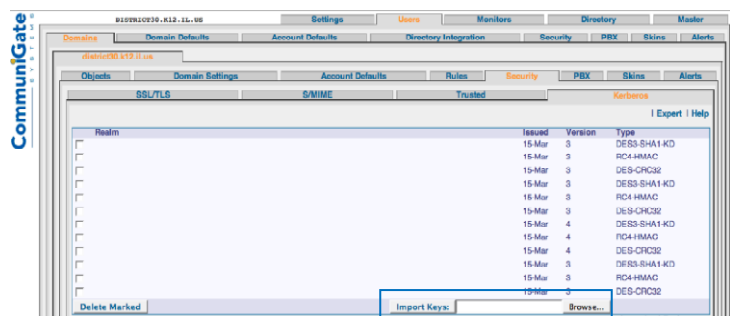 CommuniGate
DISTRICT30.K12.IL.US Settings Users Monitors Directory Master
Domains Domain Defaults Account Defaults Directory Integration Security PBX Skins Alerts
district30.k12.il.us
Objects Domain Settings Account Defaults Rules Security PBX Skins Alerts
SSL/TLS S/MIME Trusted Kerberos
| Expert | Help
Realm Issued Version Type
15-Mar 3 DES3-SHA1-KD
15-Mar 3 RC4-HMAC
15-Mar 3 DES-CRC32
15-Mar 3 DES3-SHA1-KD
15-Mar 3 RC4-HMAC
15-Mar 3 DES-CRC32
15-Mar 4 DES3-SHA1-KD
15-Mar 4 RC4-HMAC
15-Mar 4 DES-CRC32
15-Mar 3 DES3-SHA1-KD
15-Mar 3 RC4-HMAC
15-Mar 3 DES-CRC32
Delete Marked Import Keys: Browse...